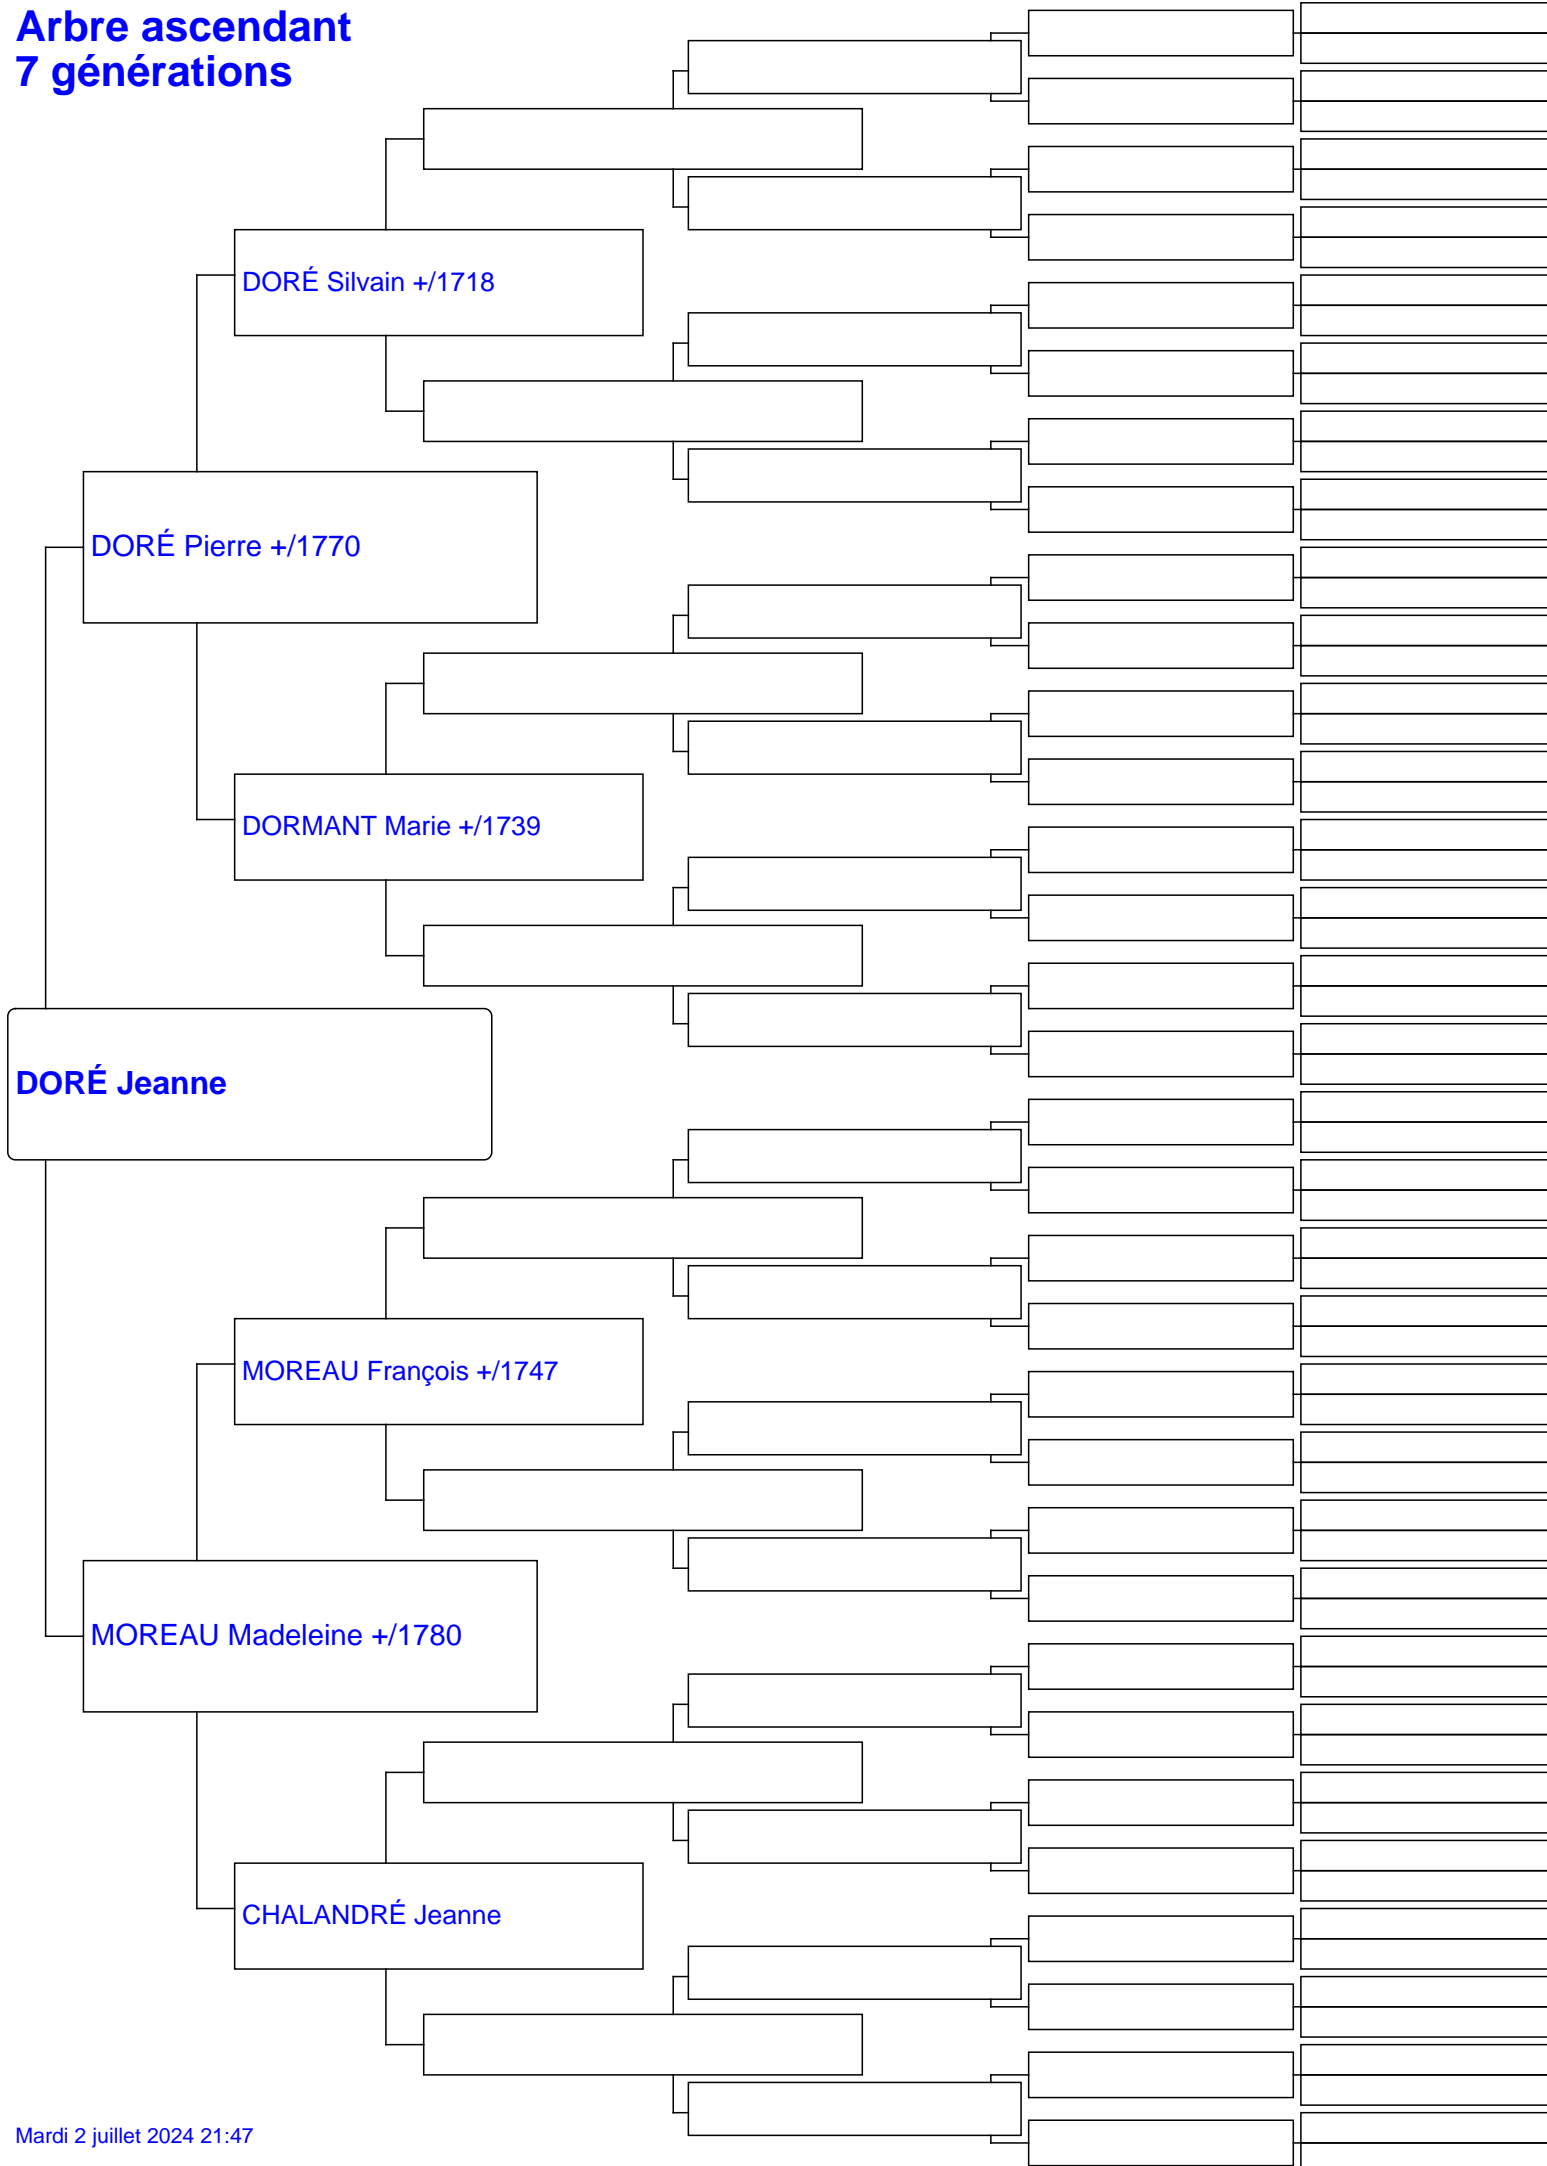 Arbre ascendant
7 générations
DORÉ Silvain +/1718
DORÉ Pierre +/1770
DORMANT Marie +/1739
DORÉ Jeanne
MOREAU François +/1747
MOREAU Madeleine +/1780
CHALANDRÉ Jeanne
Mardi 2 juillet 2024 21:47